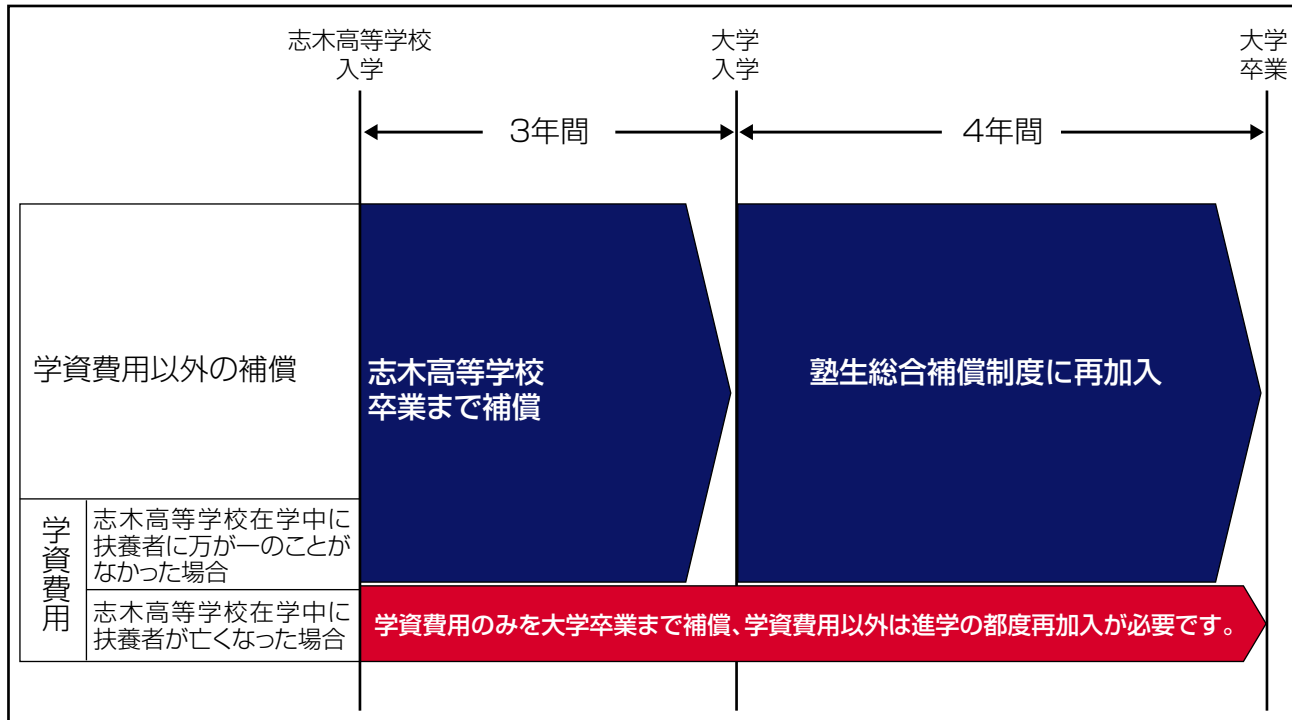 志木高等学校
入学
大学
入学
大学
卒業
3年間
4年間
学資費用以外の補償
志木高等学校
卒業まで補償
塾生総合補償制度に再加入
学資費用
志木高等学校在学中に
扶養者に万が一のことが
なかった場合
志木高等学校在学中に
扶養者が亡くなった場合
学資費用のみを大学卒業まで補償、学資費用以外は進学の都度再加入が必要です。